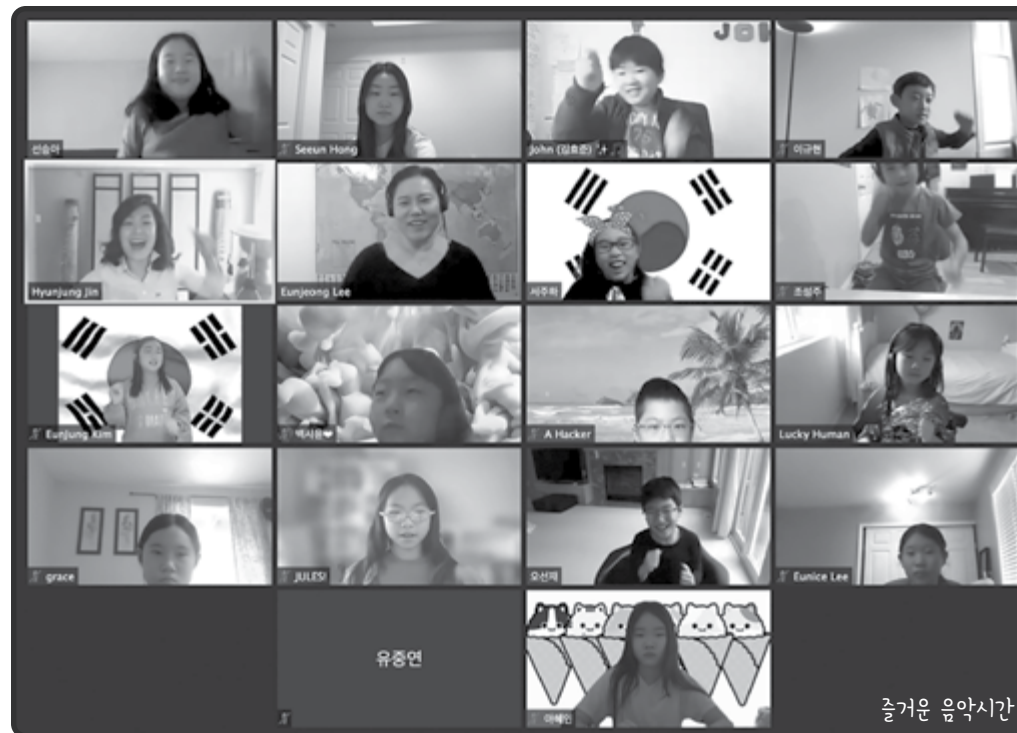 선승아
Seeun Hong
John (김효준)
이규현
JOH
Hyunjung Jin
Eunjeong Lee
서주하
조성주
EunJung Kim
백시융❤
A Hacker
Lucky Human
grace
JULES!
오선재
Eunice Lee
유중연
이혜인
즐거운 음악시간